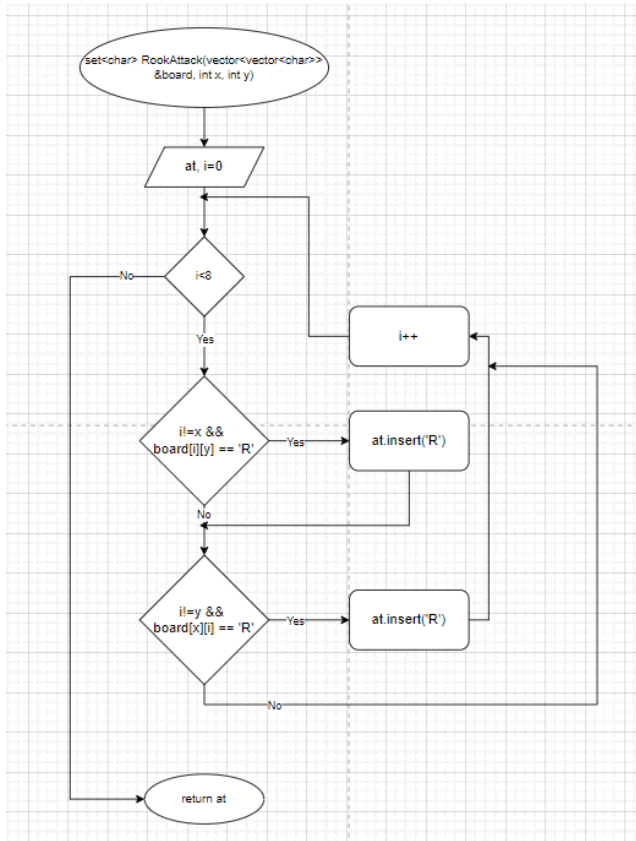 set<char> RookAttack(vector<vector<char>>
&board, int x, int y)
at, i=0
i<8
No
Yes
i++
i!=x &&
board[i][y] == 'R'
Yes
at.insert('R')
No
i!=y &&
board[x][i] == 'R'
Yes
at.insert('R')
No
return at